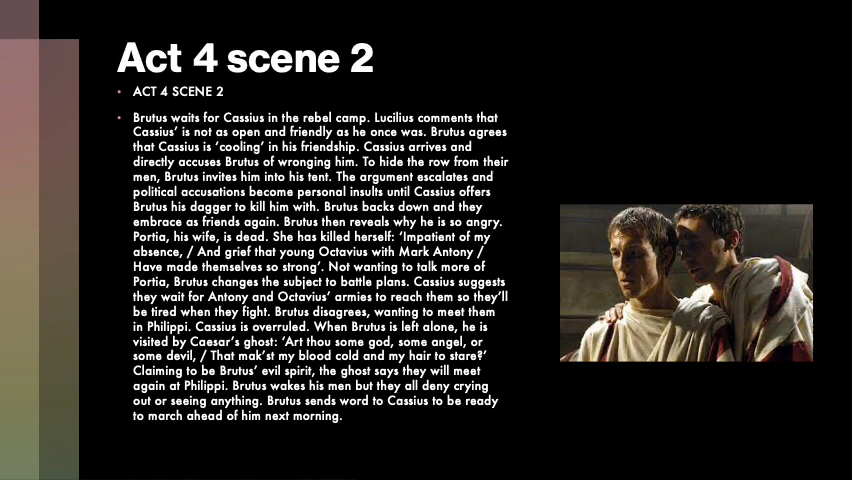 Act 4 scene 2
• ACT 4 SCENE 2
• Brutus waits for Cassius in the rebel camp. Lucilius comments that
Cassius’ is not as open and friendly as he once was. Brutus agrees
that Cassius is ‘cooling’ in his friendship. Cassius arrives and
directly accuses Brutus of wronging him. To hide the row from their
men, Brutus invites him into his tent. The argument escalates and
political accusations become personal insults until Cassius offers
Brutus his dagger to kill him with. Brutus backs down and they
embrace as friends again. Brutus then reveals why he is so angry.
Portia, his wife, is dead. She has killed herself: ‘Impatient of my
absence, / And grief that young Octavius with Mark Antony /
Have made themselves so strong’. Not wanting to talk more of
Portia, Brutus changes the subject to battle plans. Cassius suggests
they wait for Antony and Octavius’ armies to reach them so they’ll
be tired when they fight. Brutus disagrees, wanting to meet them
in Philippi. Cassius is overruled. When Brutus is left alone, he is
visited by Caesar’s ghost: ‘Art thou some god, some angel, or
some devil, / That mak’st my blood cold and my hair to stare?’
Claiming to be Brutus’ evil spirit, the ghost says they will meet
again at Philippi. Brutus wakes his men but they all deny crying
out or seeing anything. Brutus sends word to Cassius to be ready
to march ahead of him next morning.